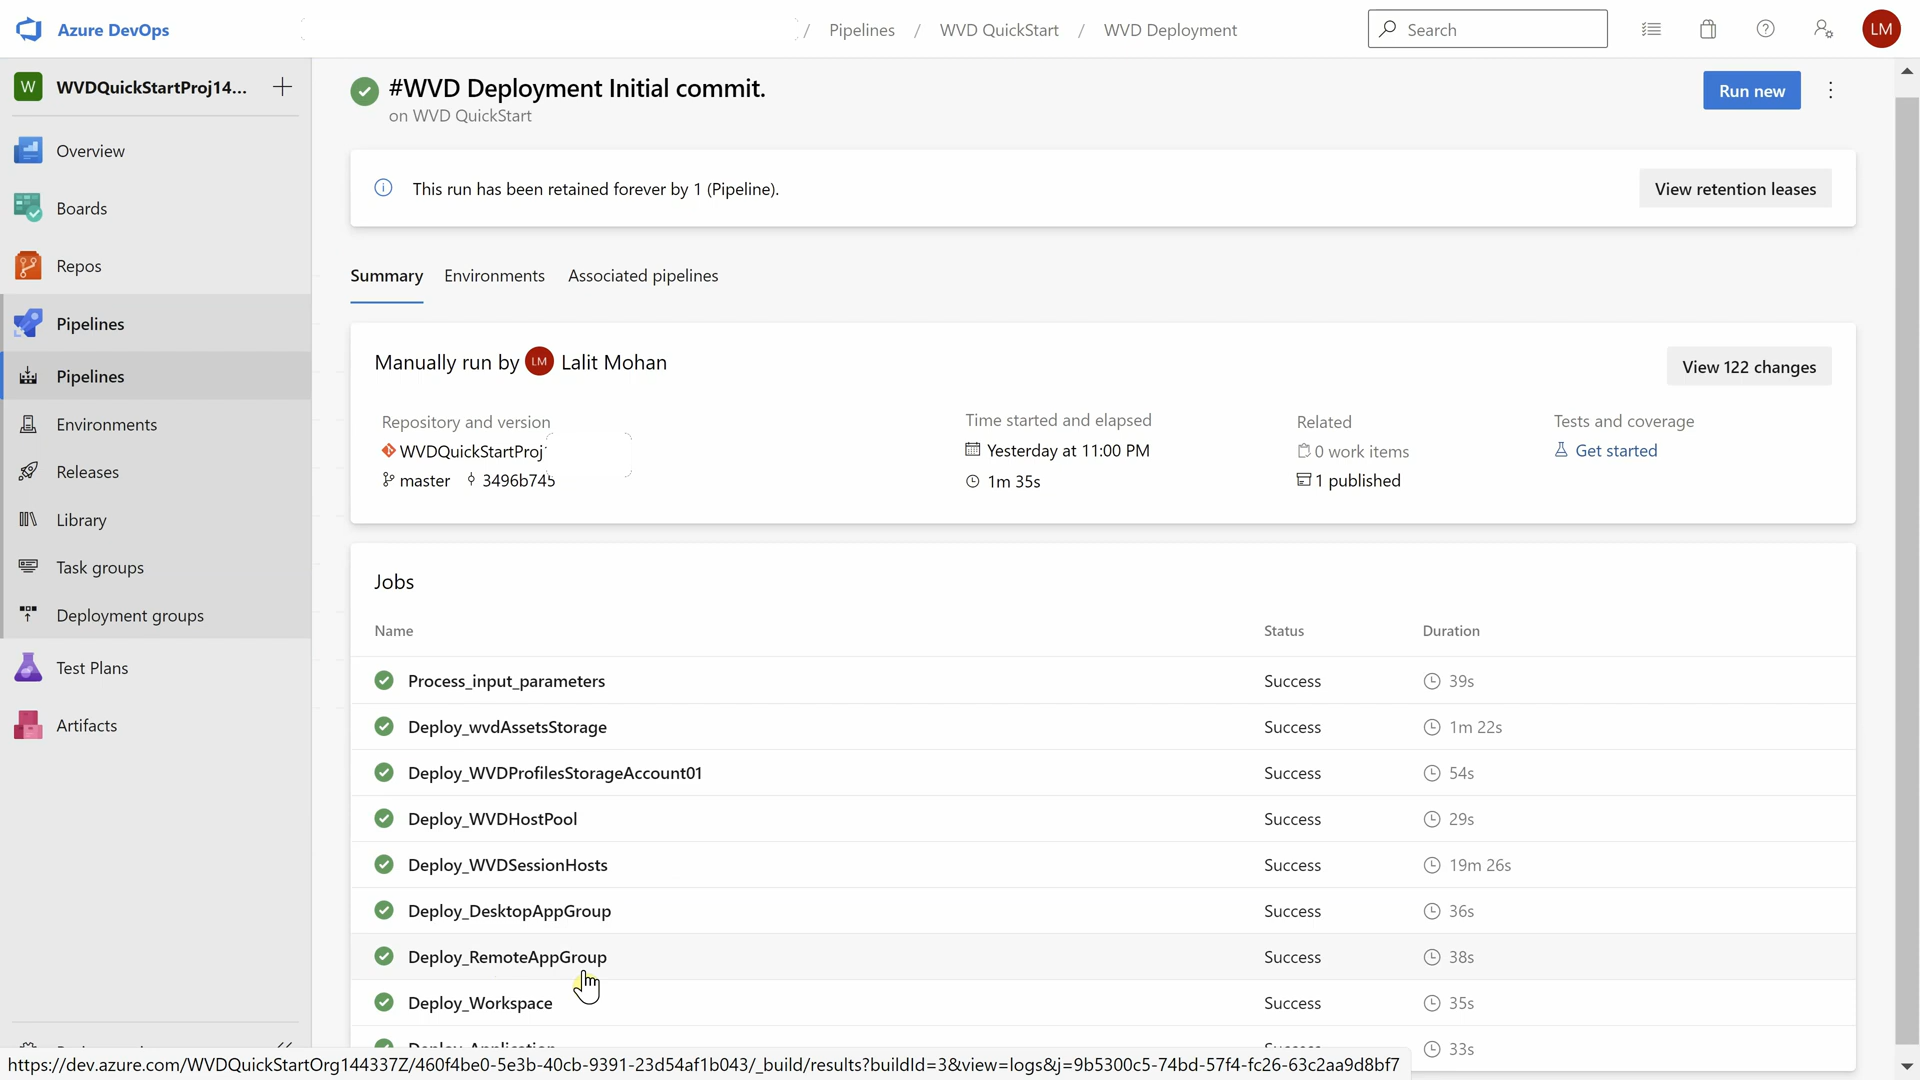 Azure DevOps
/ Pipelines / WVD QuickStart / WVD Deployment
Search
LM
W WVDQuickStartProj14...
#WVD Deployment Initial commit.
on WVD QuickStart
Run new
Overview
Boards
Repos
Pipelines
Pipelines
Environments
Releases
Library
Task groups
Deployment groups
Test Plans
Artifacts
This run has been retained forever by 1 (Pipeline).
View retention leases
Summary Environments Associated pipelines
Manually run by LM Lalit Mohan
View 122 changes
Repository and version
WVDQuickStartProj
master 3496b745
Time started and elapsed
Yesterday at 11:00 PM
1m 35s
Related
0 work items
1 published
Tests and coverage
Get started
Jobs
Name Status Duration
Process_input_parameters Success 39s
Deploy_wvdAssetsStorage Success 1m 22s
Deploy_WVDProfilesStorageAccount01 Success 54s
Deploy_WVDHostPool Success 29s
Deploy_WVDSessionHosts Success 19m 26s
Deploy_DesktopAppGroup Success 36s
Deploy_RemoteAppGroup Success 38s
Deploy_Workspace Success 35s
Deploy_Application Success 33s
https://dev.azure.com/WVDQuickStartOrg144337Z/460f4be0-5e3b-40cb-9391-23d54af1b043/_build/results?buildId=3&view=logs&j=9b5300c5-74bd-57f4-fc26-63c2aa9d8bf7